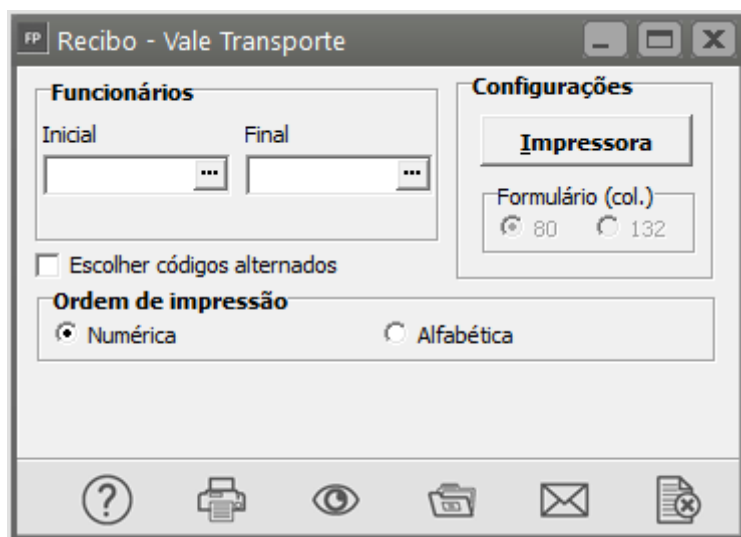 FP Recibo - Vale Transporte
Funcionários
Inicial Final
... ...
Configurações
Impressora
Formulário (col.)
80 132
Escolher códigos alternados
Ordem de impressão
Numérica Alfabética
?